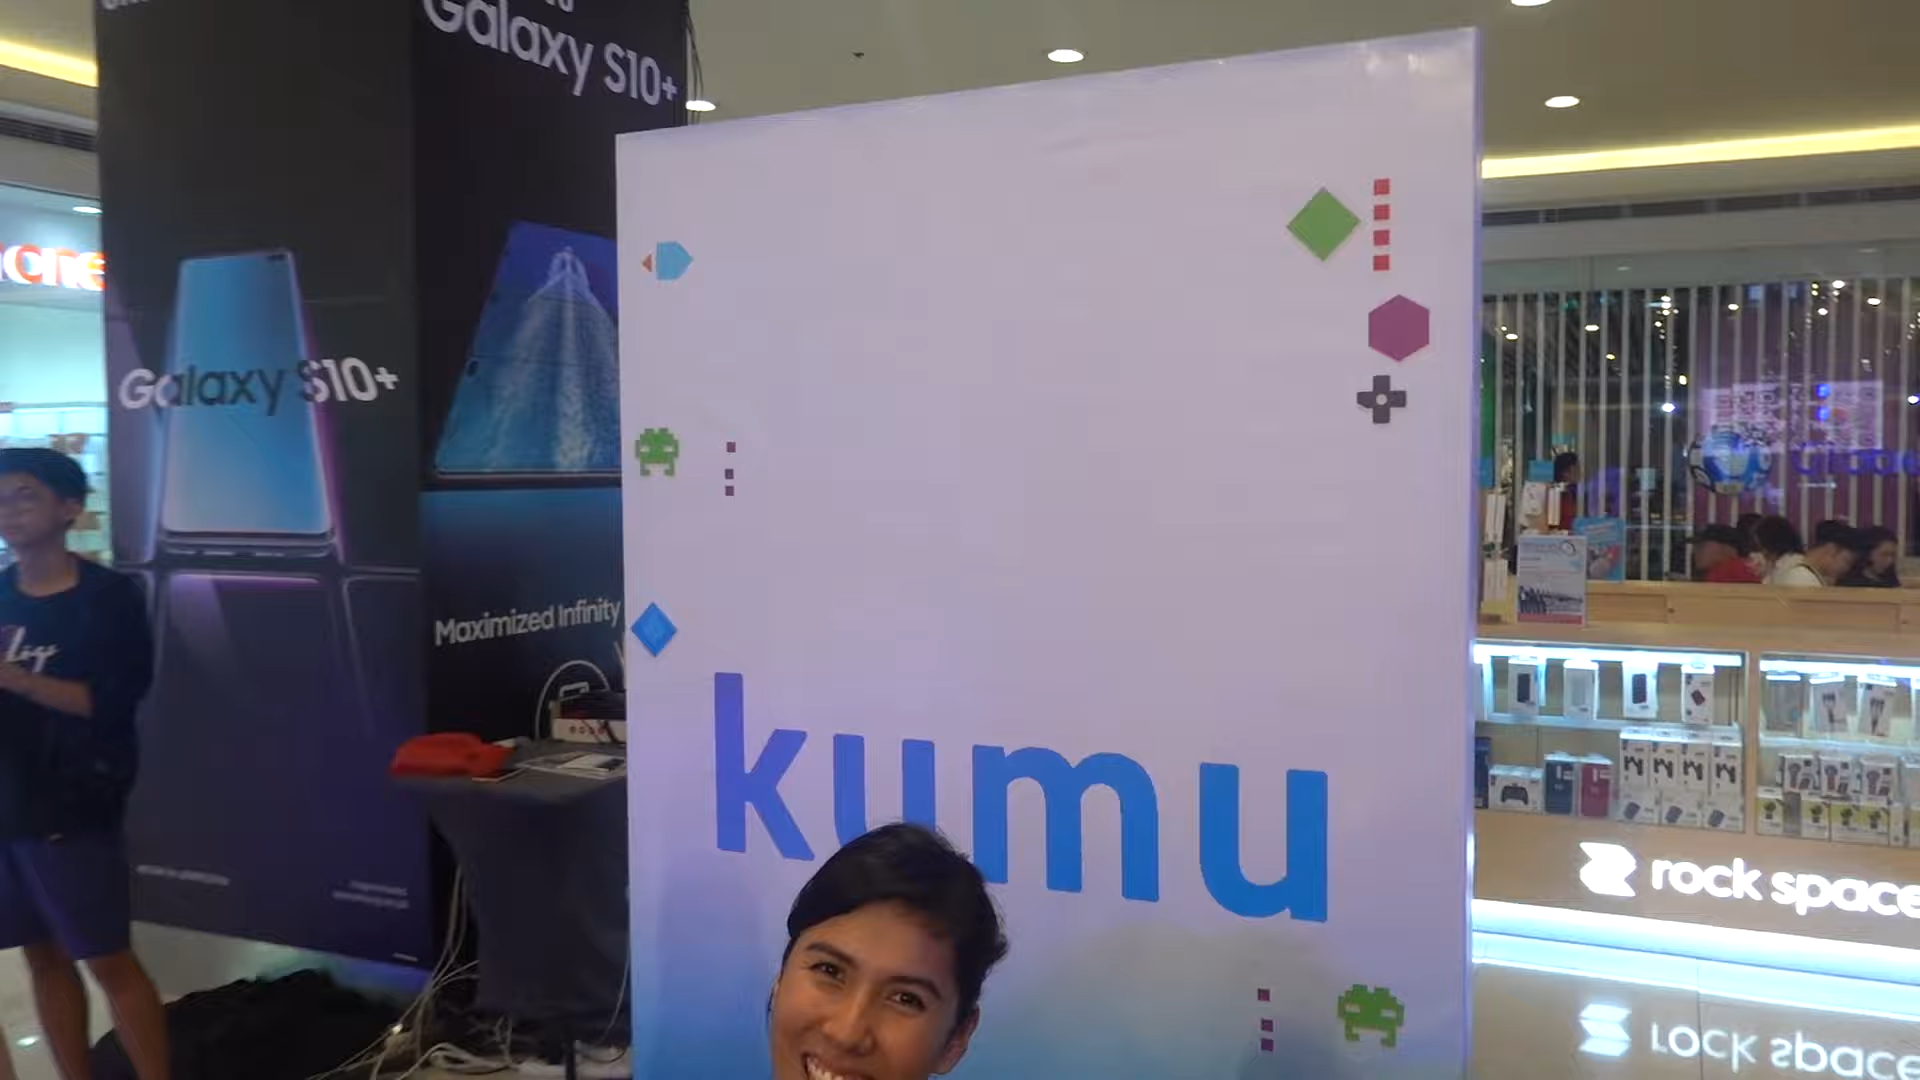 Galaxy S10+
Galaxy S10+
Maximized Infinity
kumu
rock space
rock space